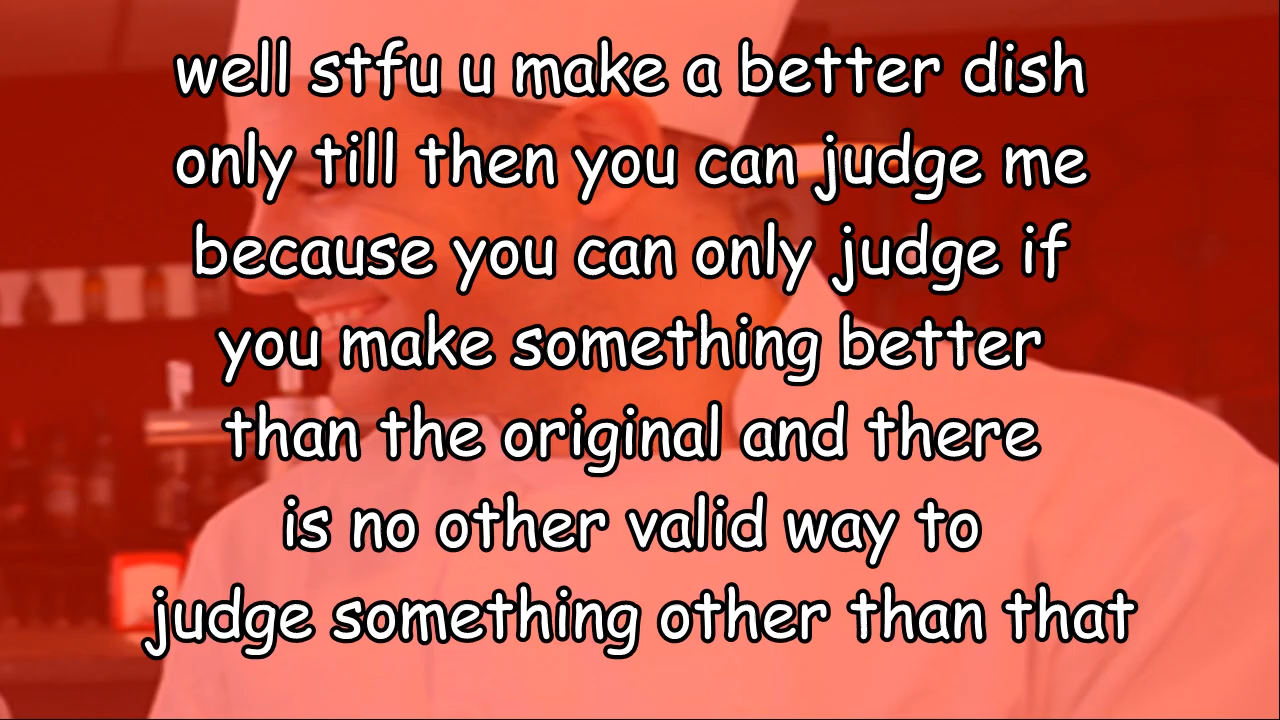 well stfu u make a better dish
only till then you can judge me
because you can only judge if
you make something better
than the original and there
is no other valid way to
judge something other than that